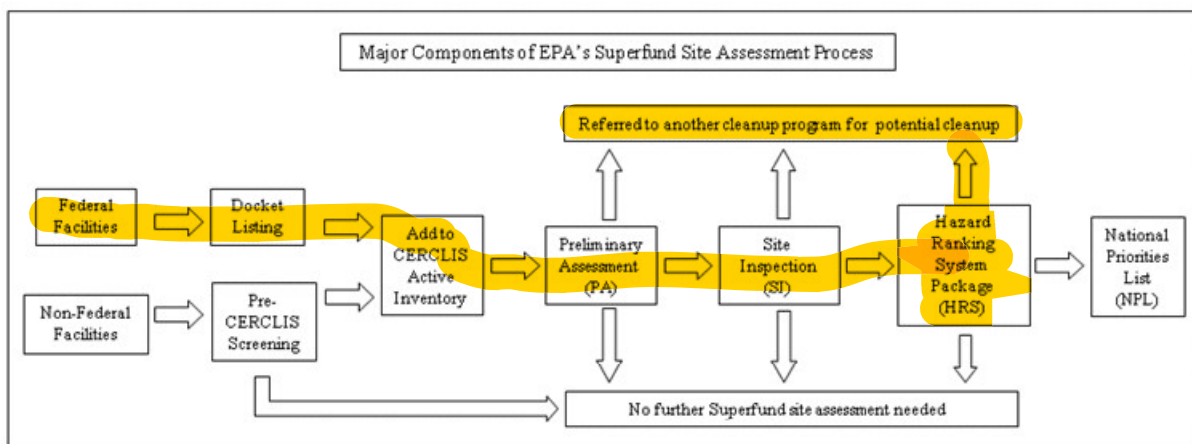 Major Components of EPA's Superfund Site Assessment Process
Referred to another cleanup program for potential cleanup
Federal
Facilities
Docket
Listing
Add to
CERCLIS
Active
Inventory
Preliminary
Assessment
(PA)
Site
Inspection
(SI)
Hazard
Ranking
System
Package
(HRS)
National
Priorities
List
(NPL)
Non-Federal
Facilities
Pre-
CERCLIS
Screening
No further Superfund site assessment needed